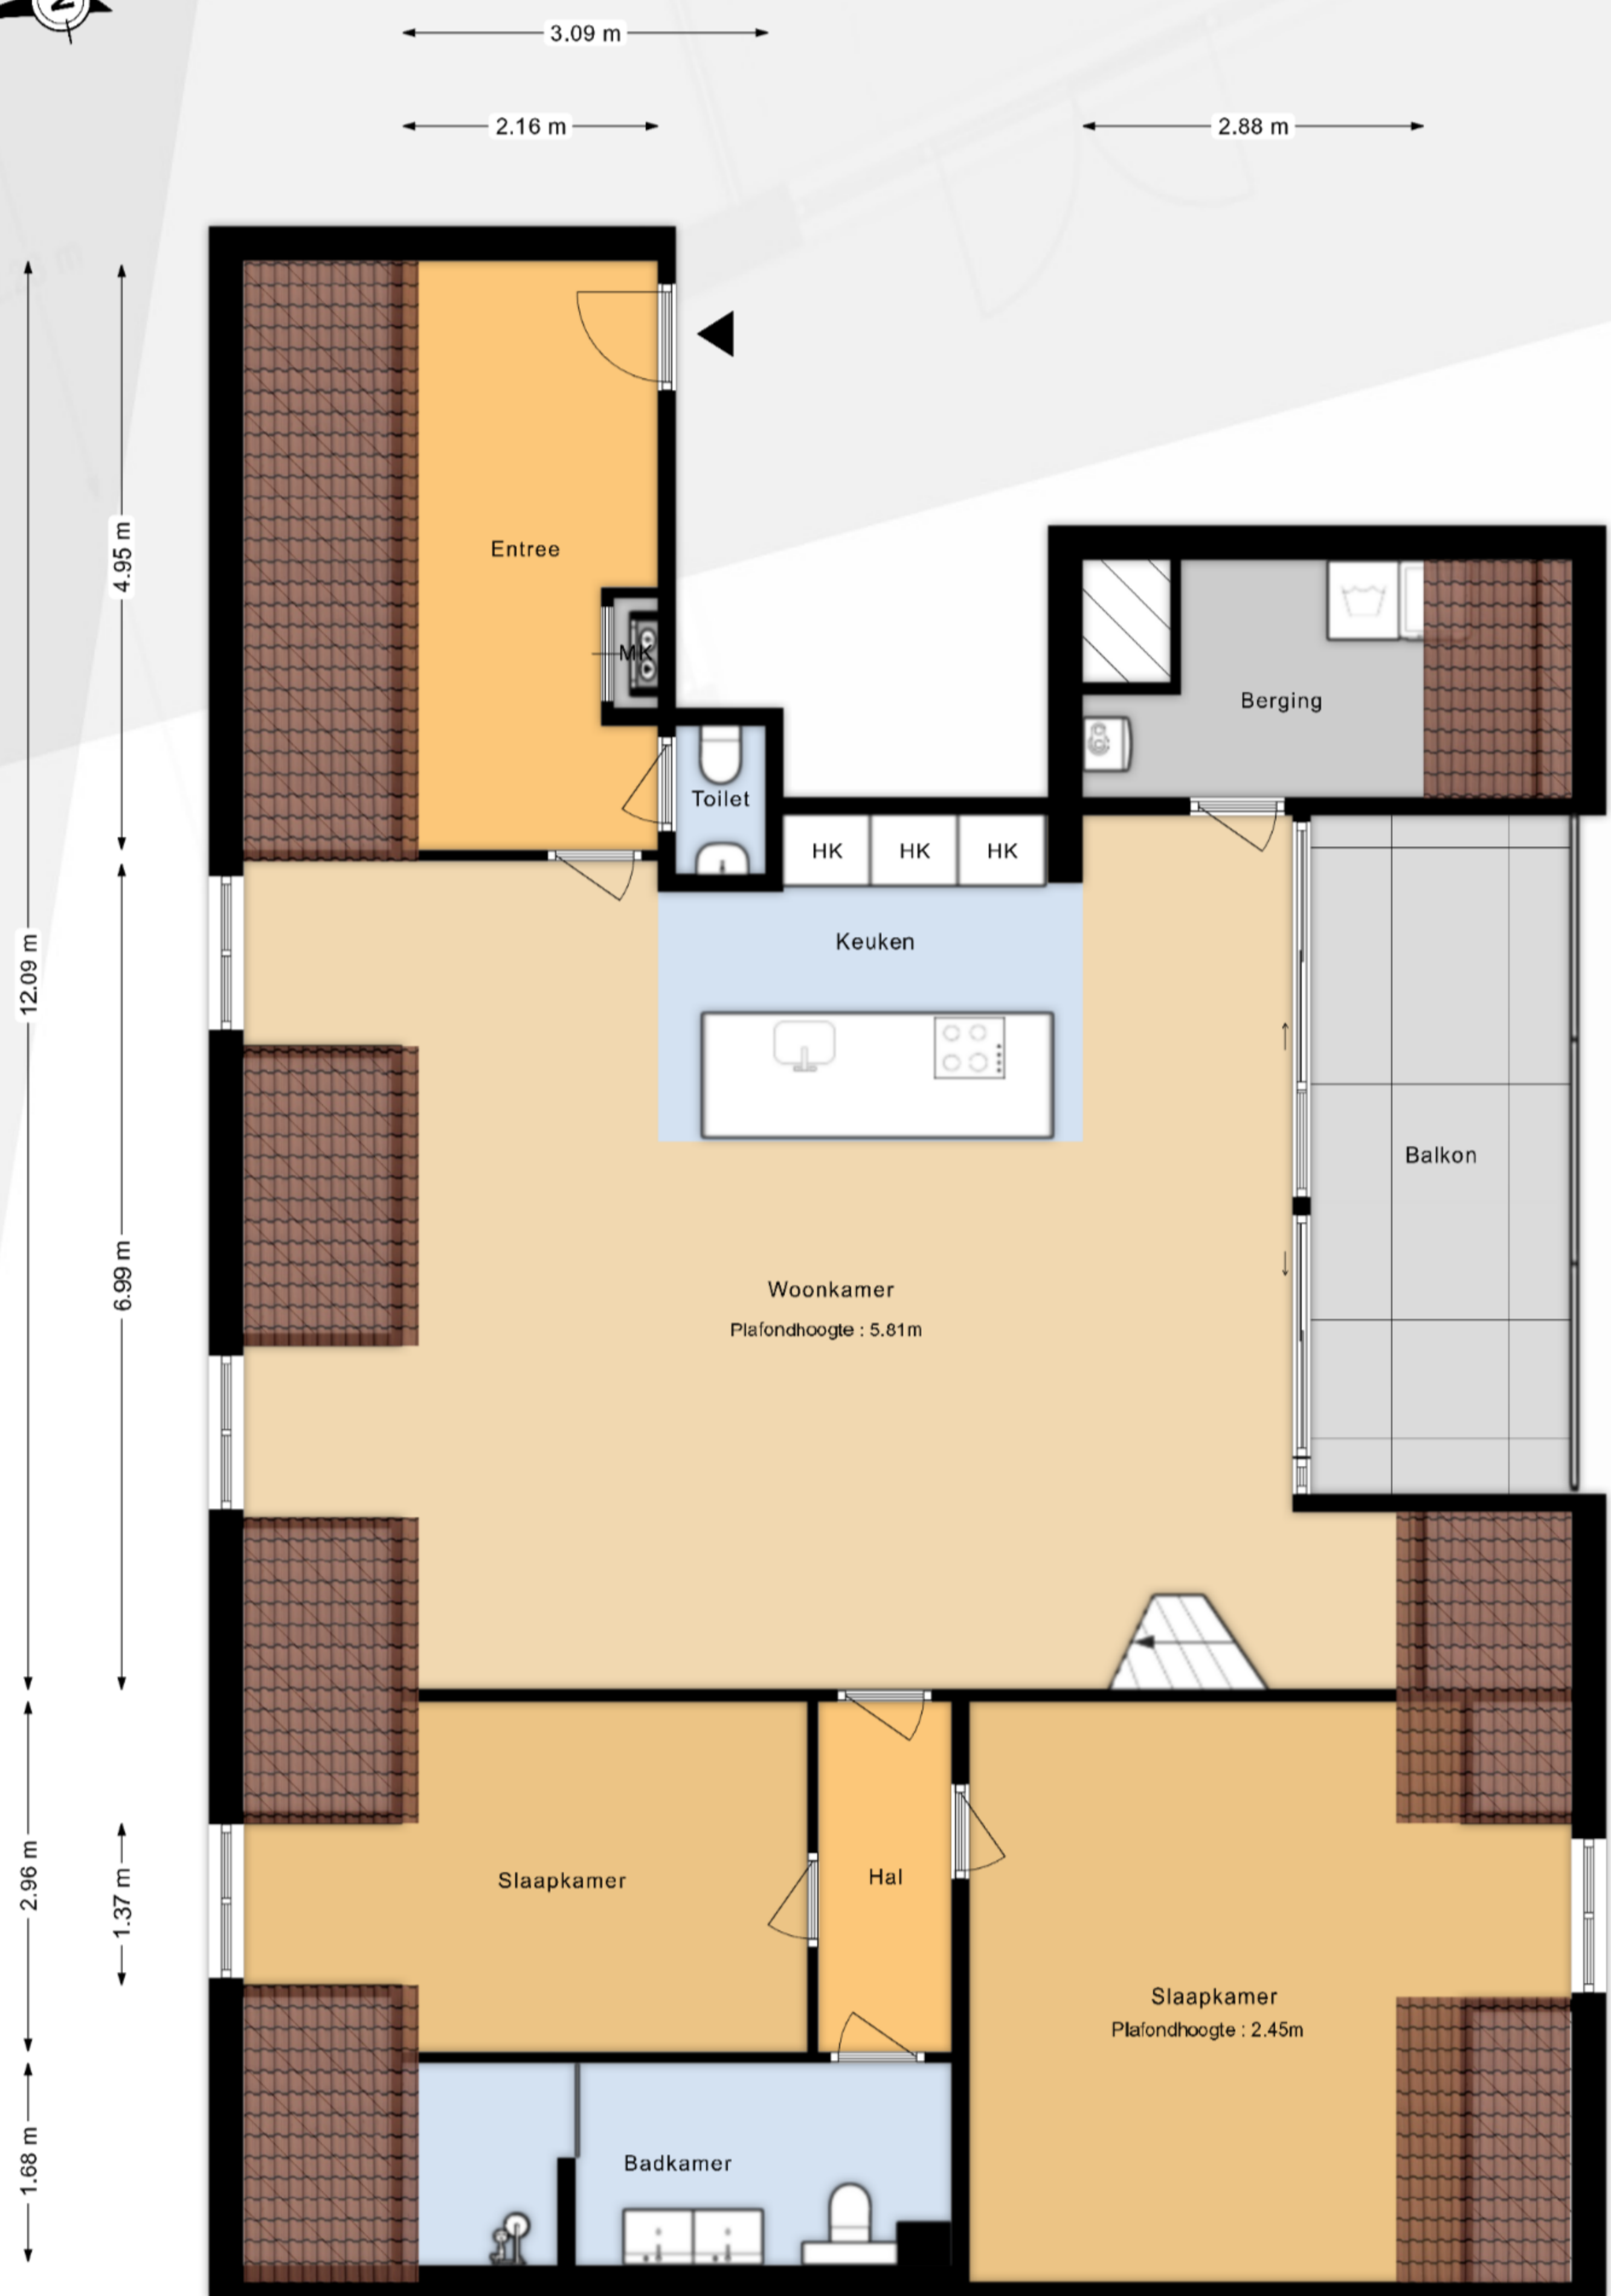 3.09 m
2.16 m
2.88 m
4.95 m
12.09 m
6.99 m
2.96 m
1.37 m
1.68 m
Entree
MK
Toilet
Berging
HK HK HK
Keuken
Balkon
Woonkamer
Plafondhoogte : 5.81m
Slaapkamer
Hal
Slaapkamer
Plafondhoogte : 2.45m
Badkamer